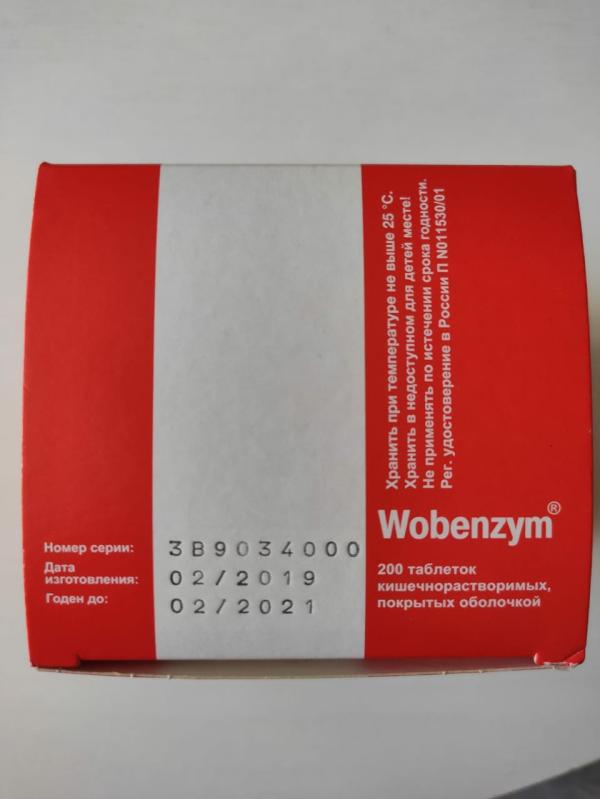 Хранить при температуре не выше 25 °C.
Хранить в недоступном для детей месте!
Не применять по истечении срока годности.
Рег. удостоверение в России П N011530/01
Wobenzym®
200 таблеток
кишечнорастворимых,
покрытых оболочкой
Номер серии: 3B9034000
Дата
изготовления: 02/2019
Годен до: 02/2021